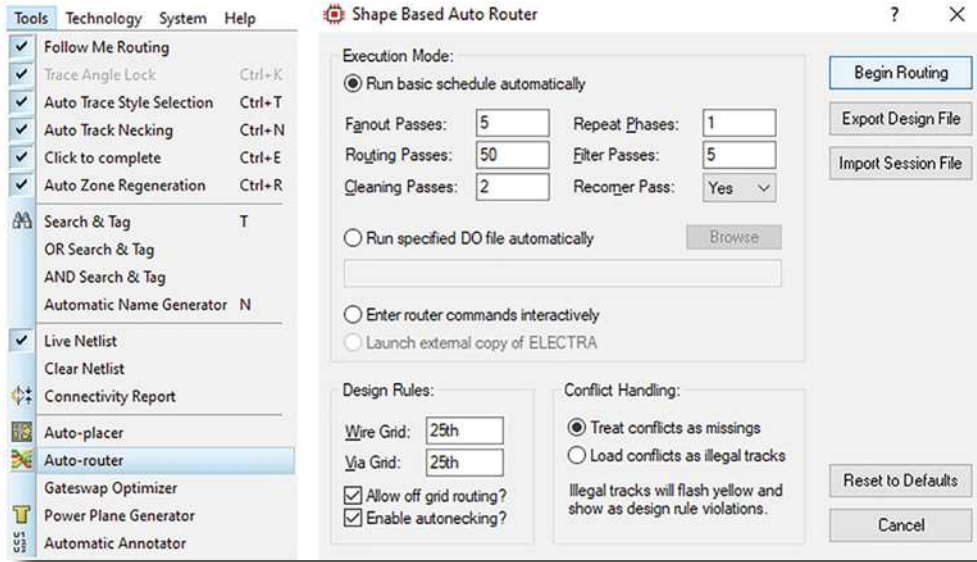 Tools Technology System Help
Follow Me Routing
Trace Angle Lock Ctrl+K
Auto Trace Style Selection Ctrl+T
Auto Track Necking Ctrl+N
Click to complete Ctrl+E
Auto Zone Regeneration Ctrl+R
Search & Tag T
OR Search & Tag
AND Search & Tag
Automatic Name Generator N
Live Netlist
Clear Netlist
Connectivity Report
Auto-placer
Auto-router
Gateswap Optimizer
Power Plane Generator
Automatic Annotator
Shape Based Auto Router ? ×
Execution Mode:
Run basic schedule automatically
Fanout Passes: 5 Repeat Phases: 1
Routing Passes: 50 Filter Passes: 5
Cleaning Passes: 2 Recorner Pass: Yes
Run specified DO file automatically Browse
Enter router commands interactively
Launch external copy of ELECTRA
Design Rules:
Wire Grid: 25th
Via Grid: 25th
Allow off grid routing?
Enable autonecking?
Conflict Handling:
Treat conflicts as missings
Load conflicts as illegal tracks
Illegal tracks will flash yellow and
show as design rule violations.
Begin Routing
Export Design File
Import Session File
Reset to Defaults
Cancel